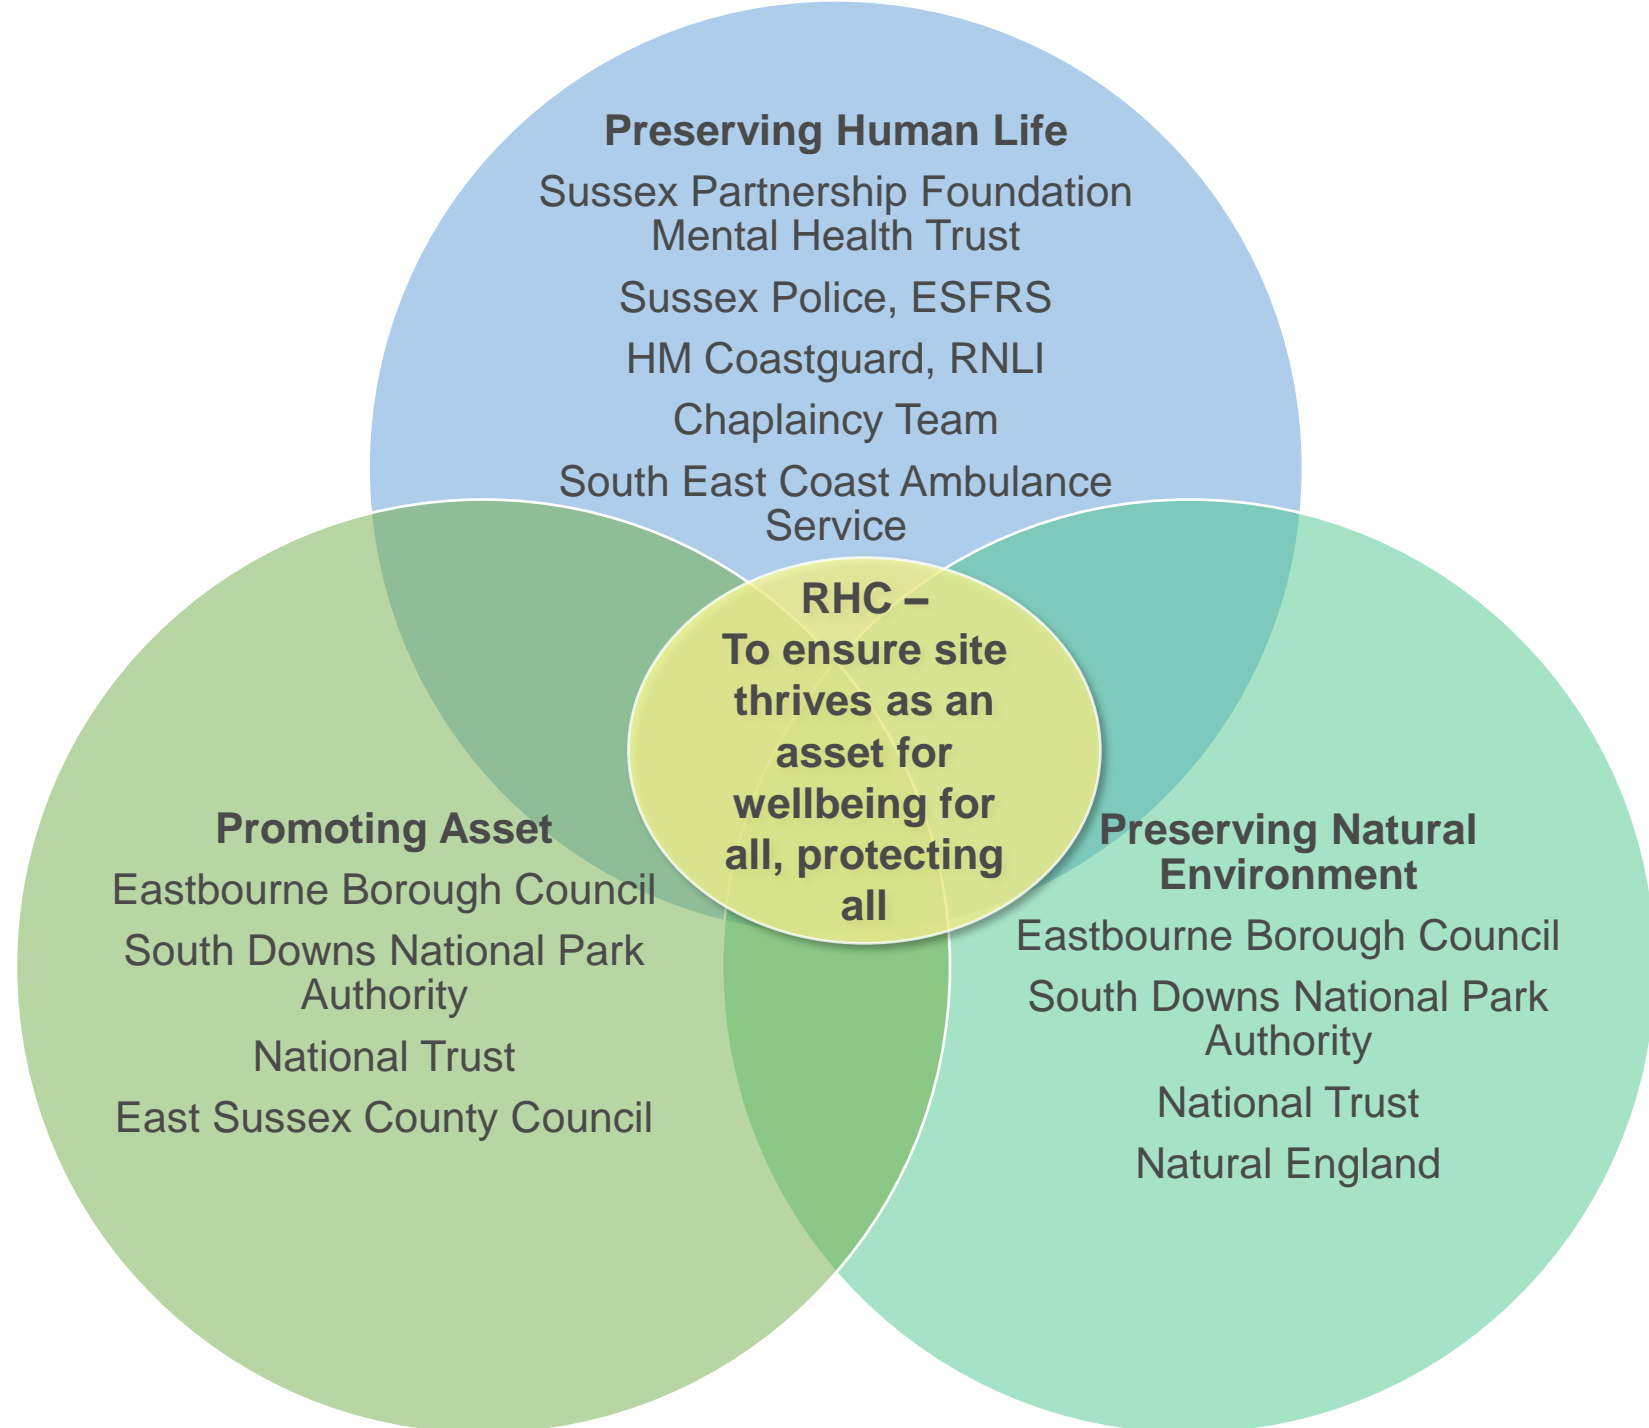 Preserving Human Life
Sussex Partnership Foundation
Mental Health Trust
Sussex Police, ESFRS
HM Coastguard, RNLI
Chaplaincy Team
South East Coast Ambulance
Service
RHC –
To ensure site
thrives as an
asset for
wellbeing for
all, protecting
all
Promoting Asset
Eastbourne Borough Council
South Downs National Park
Authority
National Trust
East Sussex County Council
Preserving Natural
Environment
Eastbourne Borough Council
South Downs National Park
Authority
National Trust
Natural England